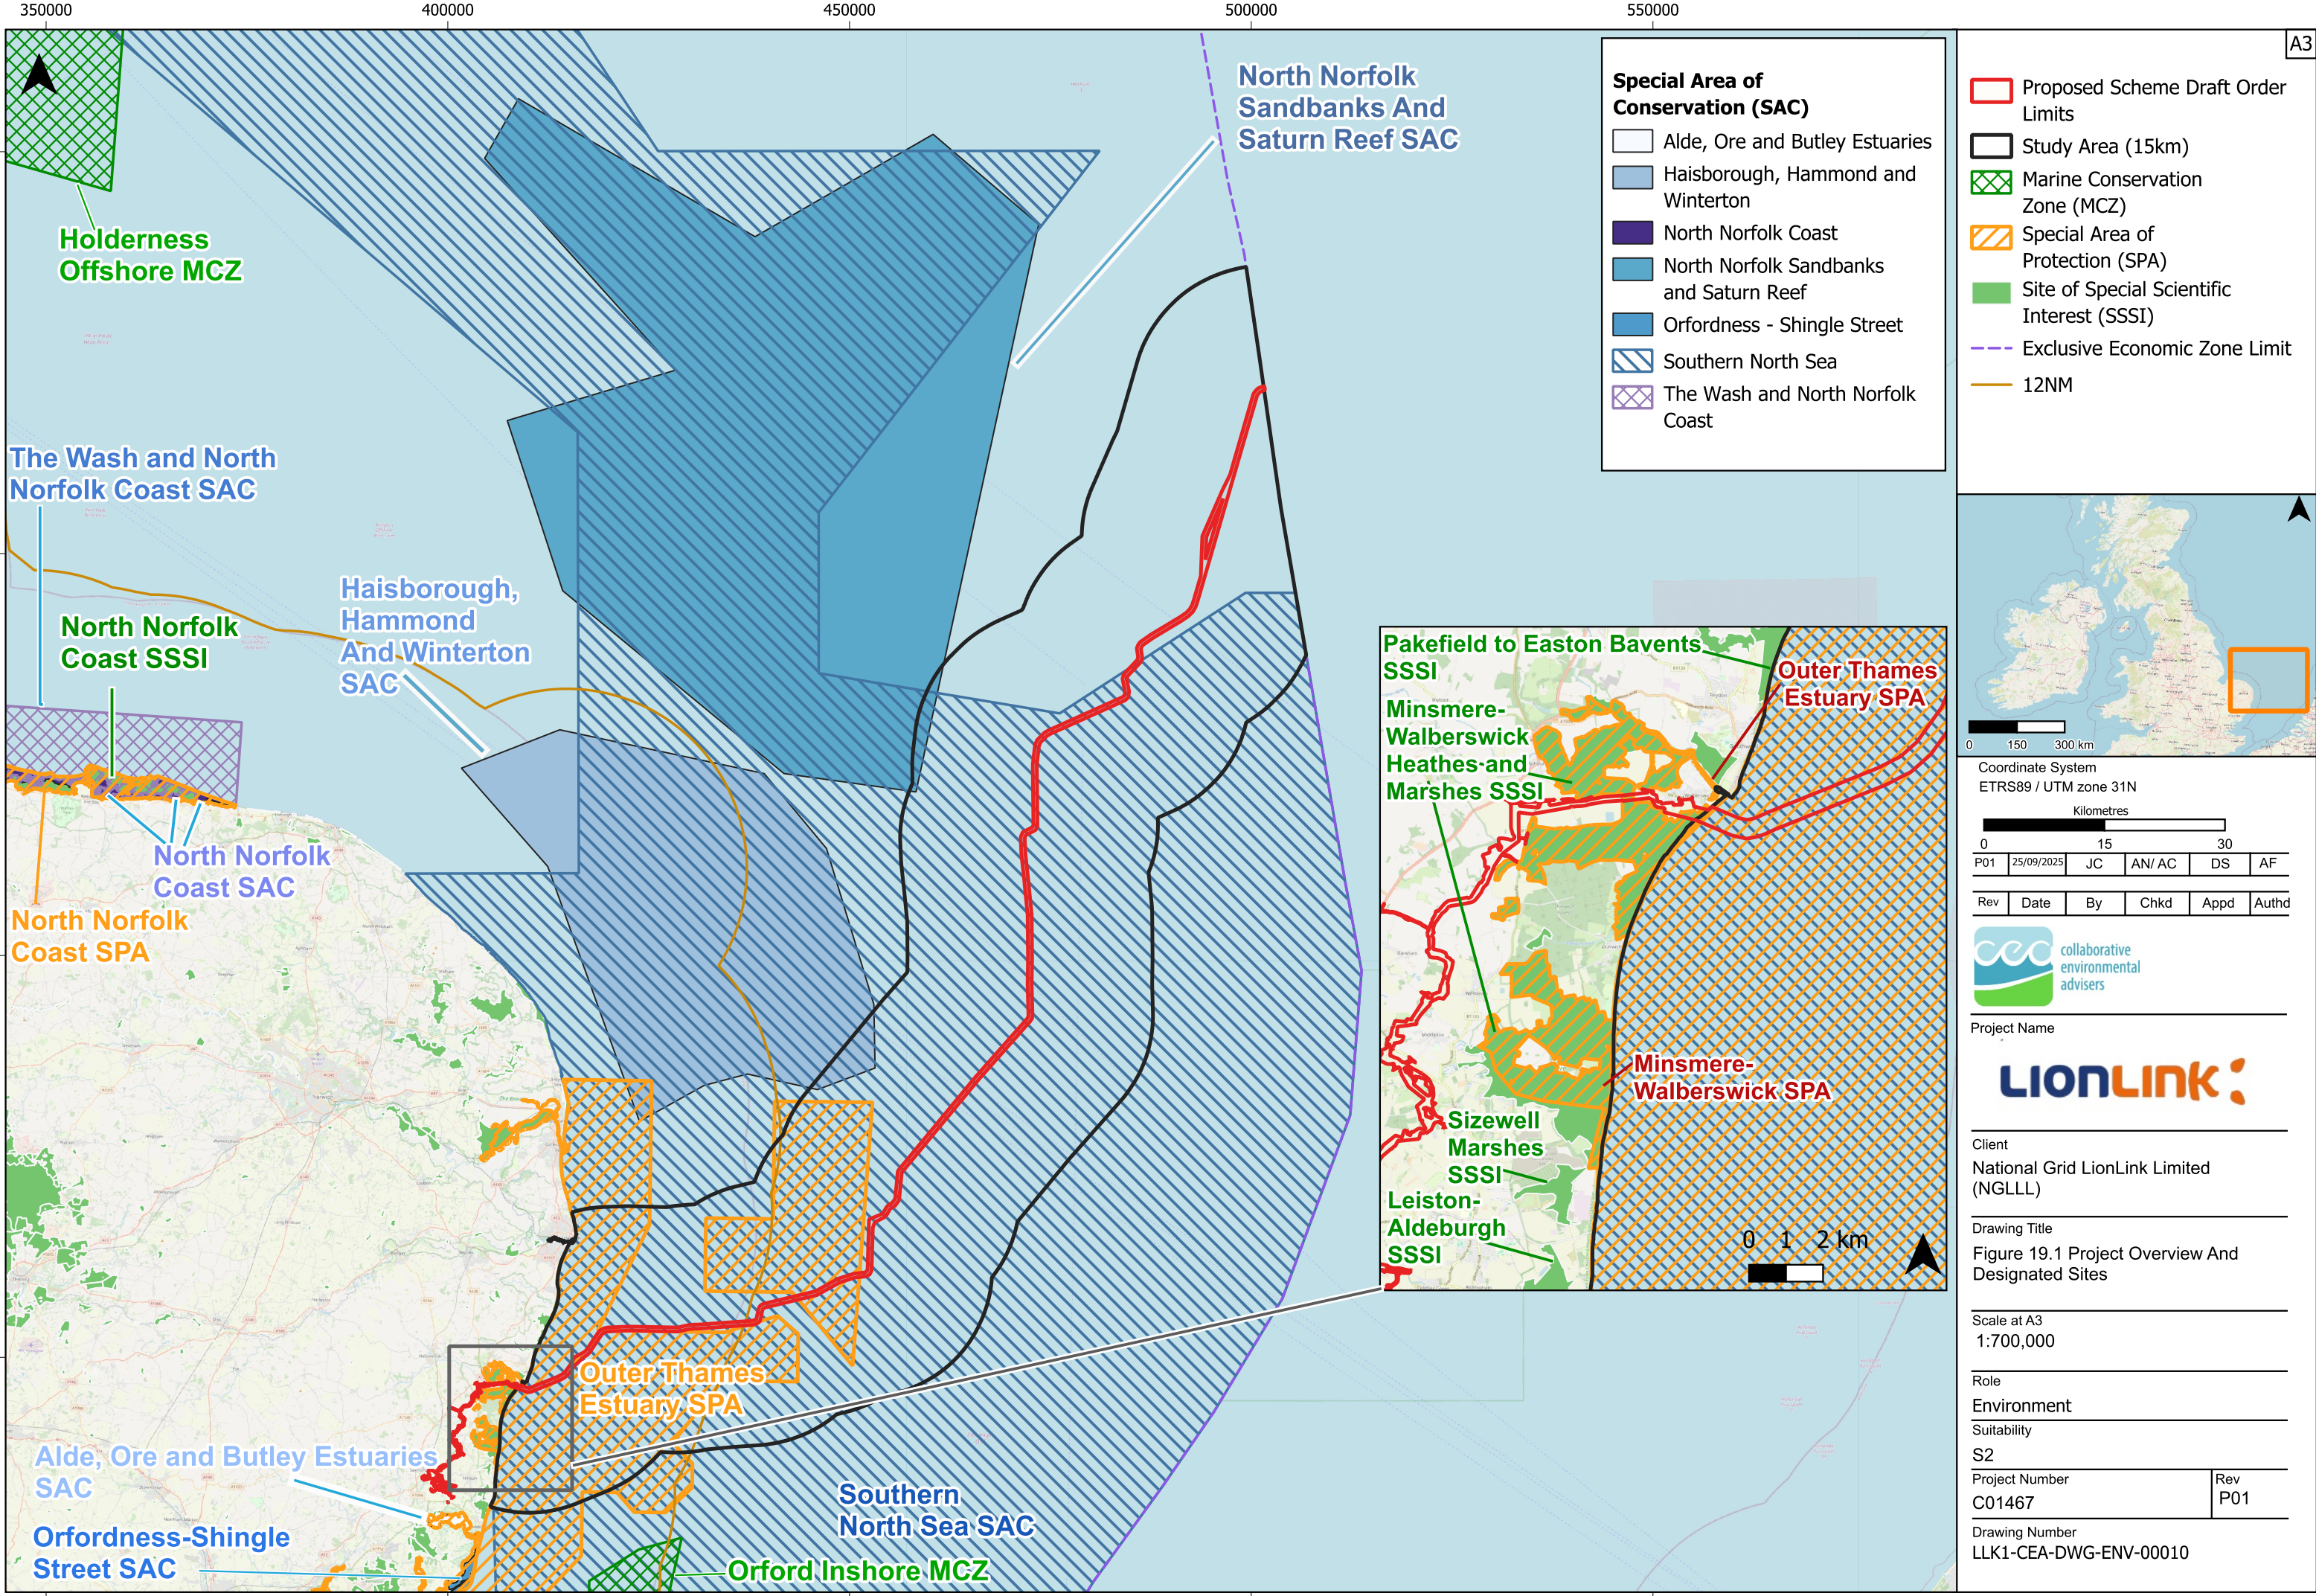 350000
400000
450000
500000
550000
North Norfolk
Sandbanks And
Saturn Reef SAC
Holderness
Offshore MCZ
The Wash and North
Norfolk Coast SAC
North Norfolk
Coast SSSI
Haisborough,
Hammond
And Winterton
SAC
North Norfolk
Coast SAC
North Norfolk
Coast SPA
Outer Thames
Estuary SPA
Alde, Ore and Butley Estuaries
SAC
Orfordness-Shingle
Street SAC
Southern
North Sea SAC
Orford Inshore MCZ
Special Area of
Conservation (SAC)
Alde, Ore and Butley Estuaries
Haisborough, Hammond and
Winterton
North Norfolk Coast
North Norfolk Sandbanks
and Saturn Reef
Orfordness - Shingle Street
Southern North Sea
The Wash and North Norfolk
Coast
Pakefield to Easton Bavents
SSSI
Outer Thames
Estuary SPA
Minsmere-
Walberswick
Heathes and
Marshes SSSI
Minsmere-
Walberswick SPA
Sizewell
Marshes
SSSI
Leiston-
Aldeburgh
SSSI
0 1 2 km
A3
Proposed Scheme Draft Order
Limits
Study Area (15km)
Marine Conservation
Zone (MCZ)
Special Area of
Protection (SPA)
Site of Special Scientific
Interest (SSSI)
Exclusive Economic Zone Limit
12NM
0 150 300 km
Coordinate System
ETRS89 / UTM zone 31N
Kilometres
0 15 30
P01 25/09/2025 JC AN/ AC DS AF
Rev Date By Chkd Appd Authd
cea collaborative
environmental
advisers
Project Name
LIONLINK
Client
National Grid LionLink Limited
(NGLLL)
Drawing Title
Figure 19.1 Project Overview And
Designated Sites
Scale at A3
1:700,000
Role
Environment
Suitability
S2
Project Number
C01467
Rev
P01
Drawing Number
LLK1-CEA-DWG-ENV-00010